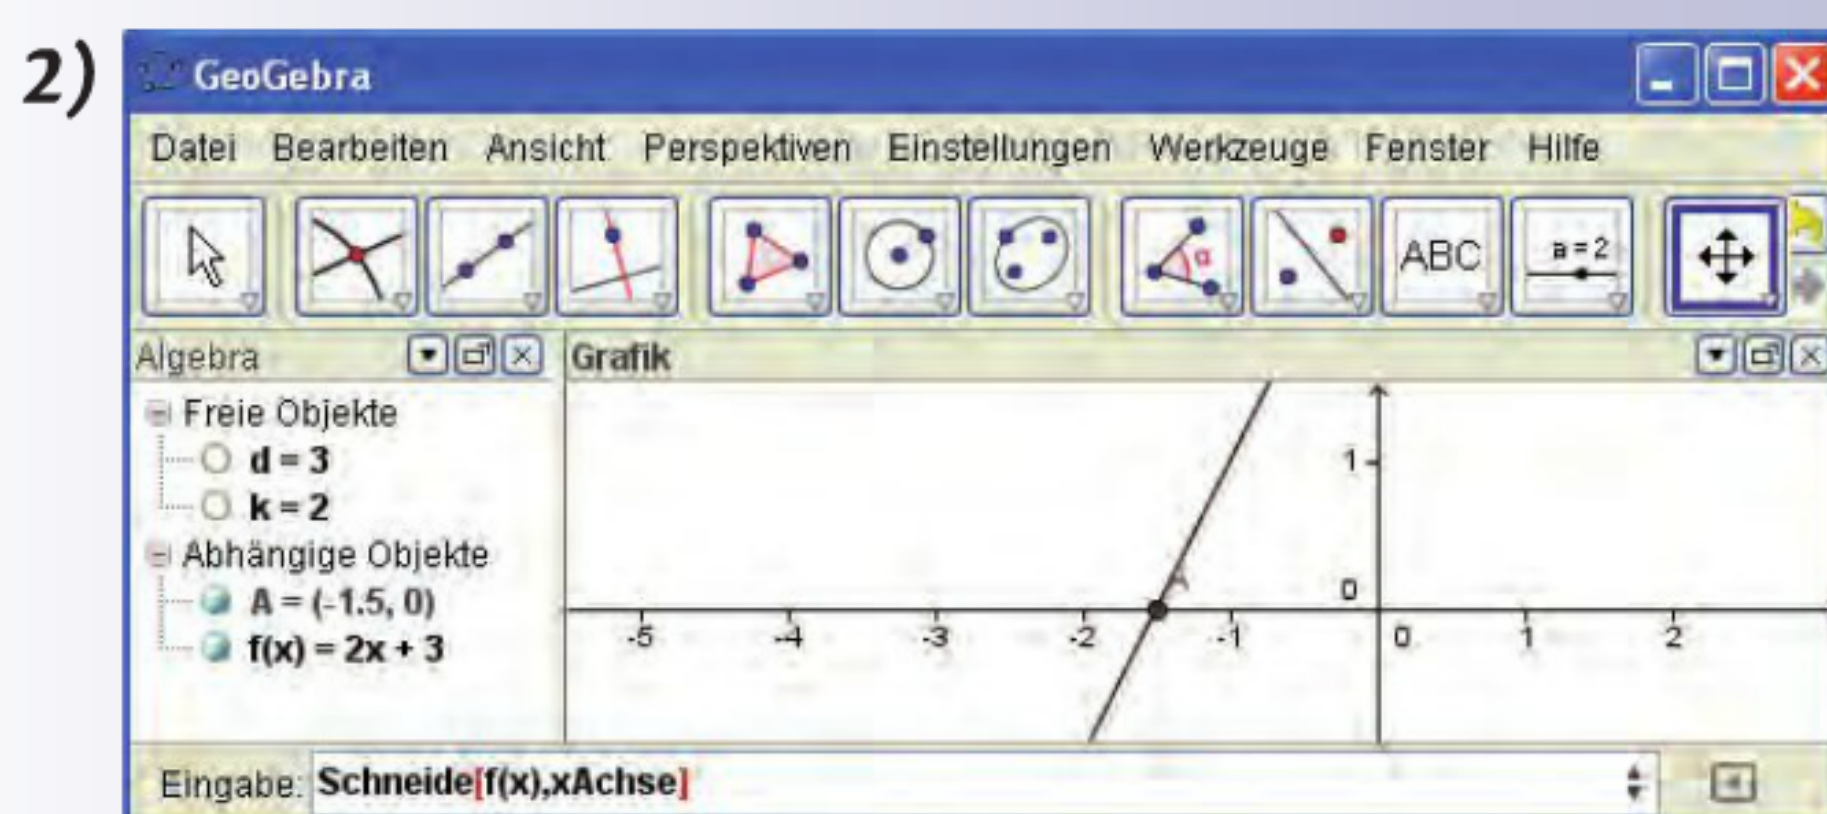 2)
GeoGebra
Datei Bearbeiten Ansicht Perspektiven Einstellungen Werkzeuge Fenster Hilfe
ABC
a = 2
α
Algebra
Grafik
Freie Objekte
d = 3
k = 2
Abhängige Objekte
A = (-1.5, 0)
f(x) = 2x + 3
1
A
0
-5 -4 -3 -2 -1 0 1 2
Eingabe: Schneide[f(x),xAchse]